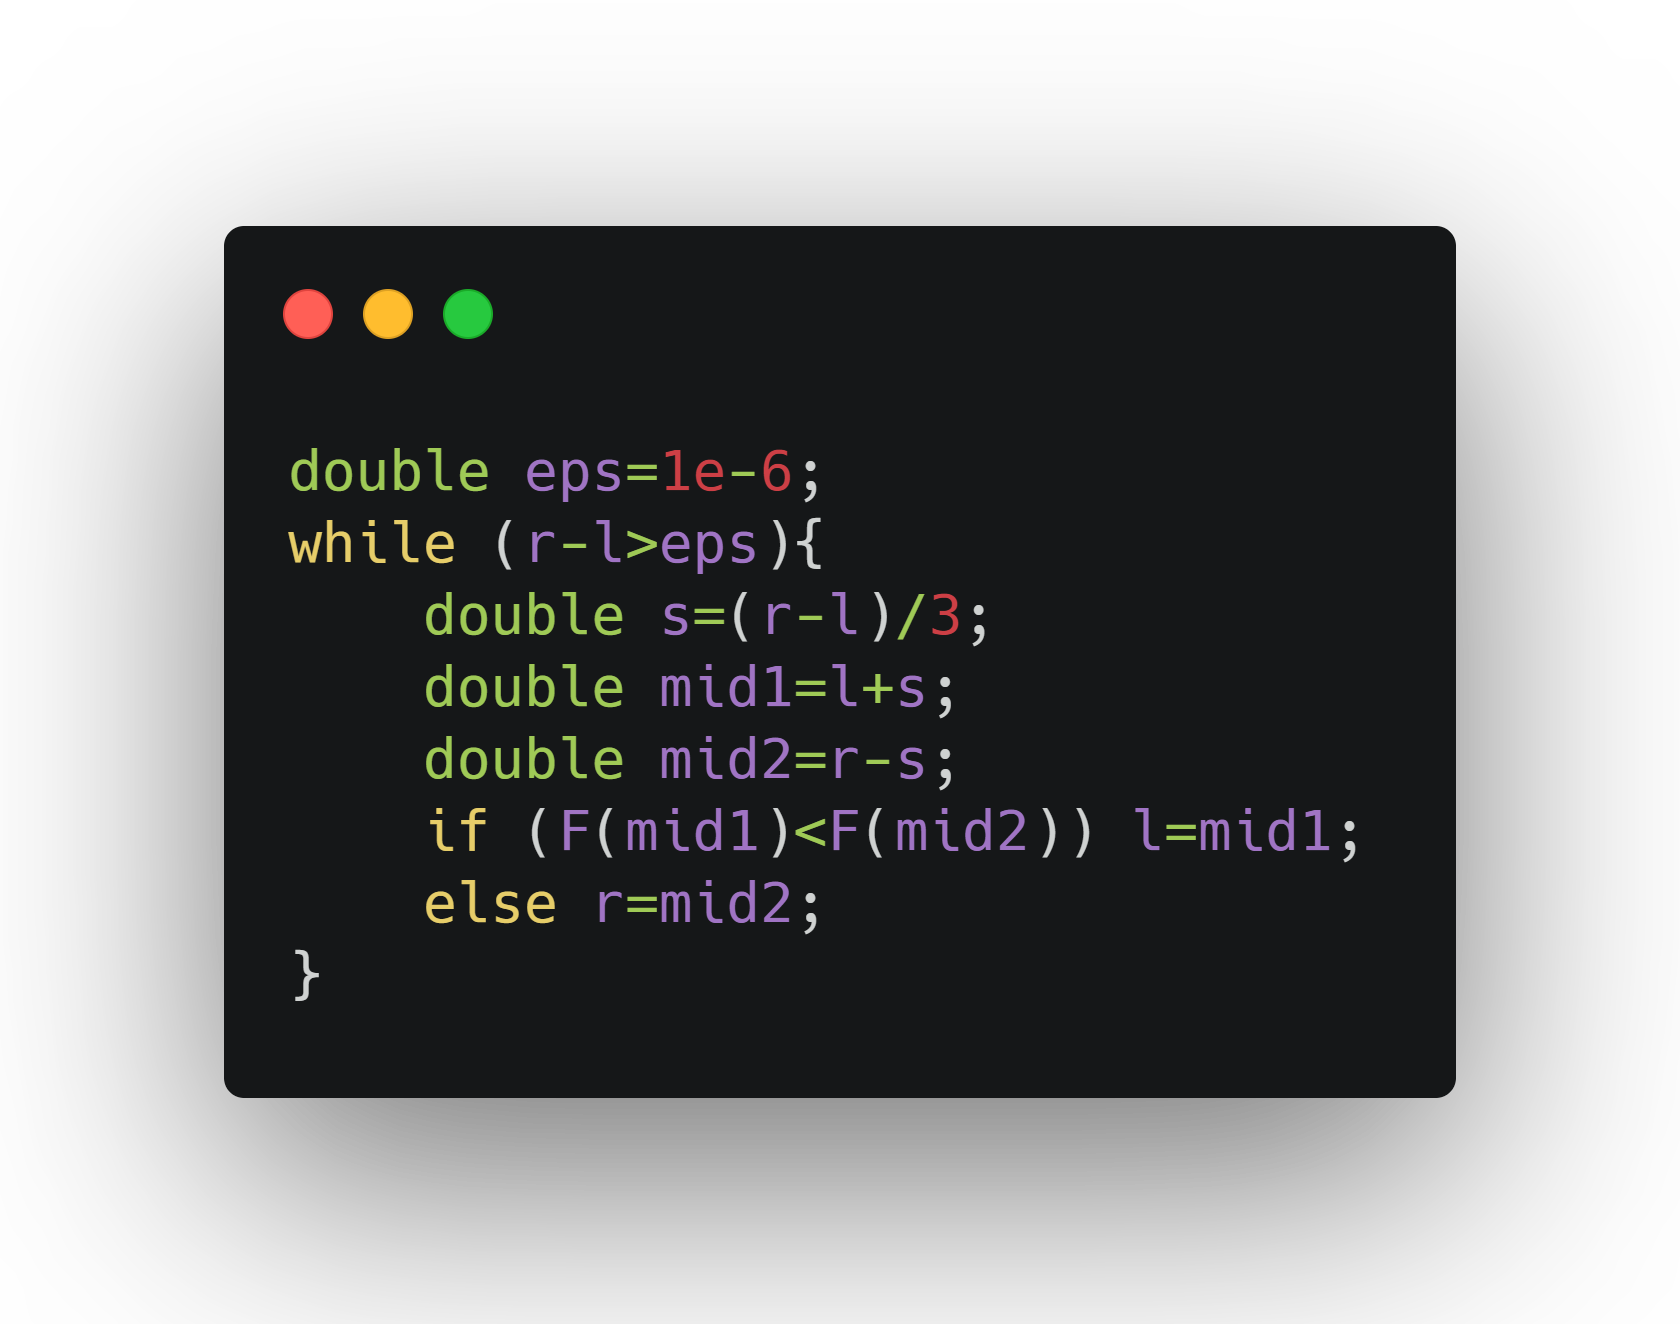 double eps=1e-6;
while (r-l>eps){
    double s=(r-l)/3;
    double mid1=l+s;
    double mid2=r-s;
    if (F(mid1)<F(mid2)) l=mid1;
    else r=mid2;
}